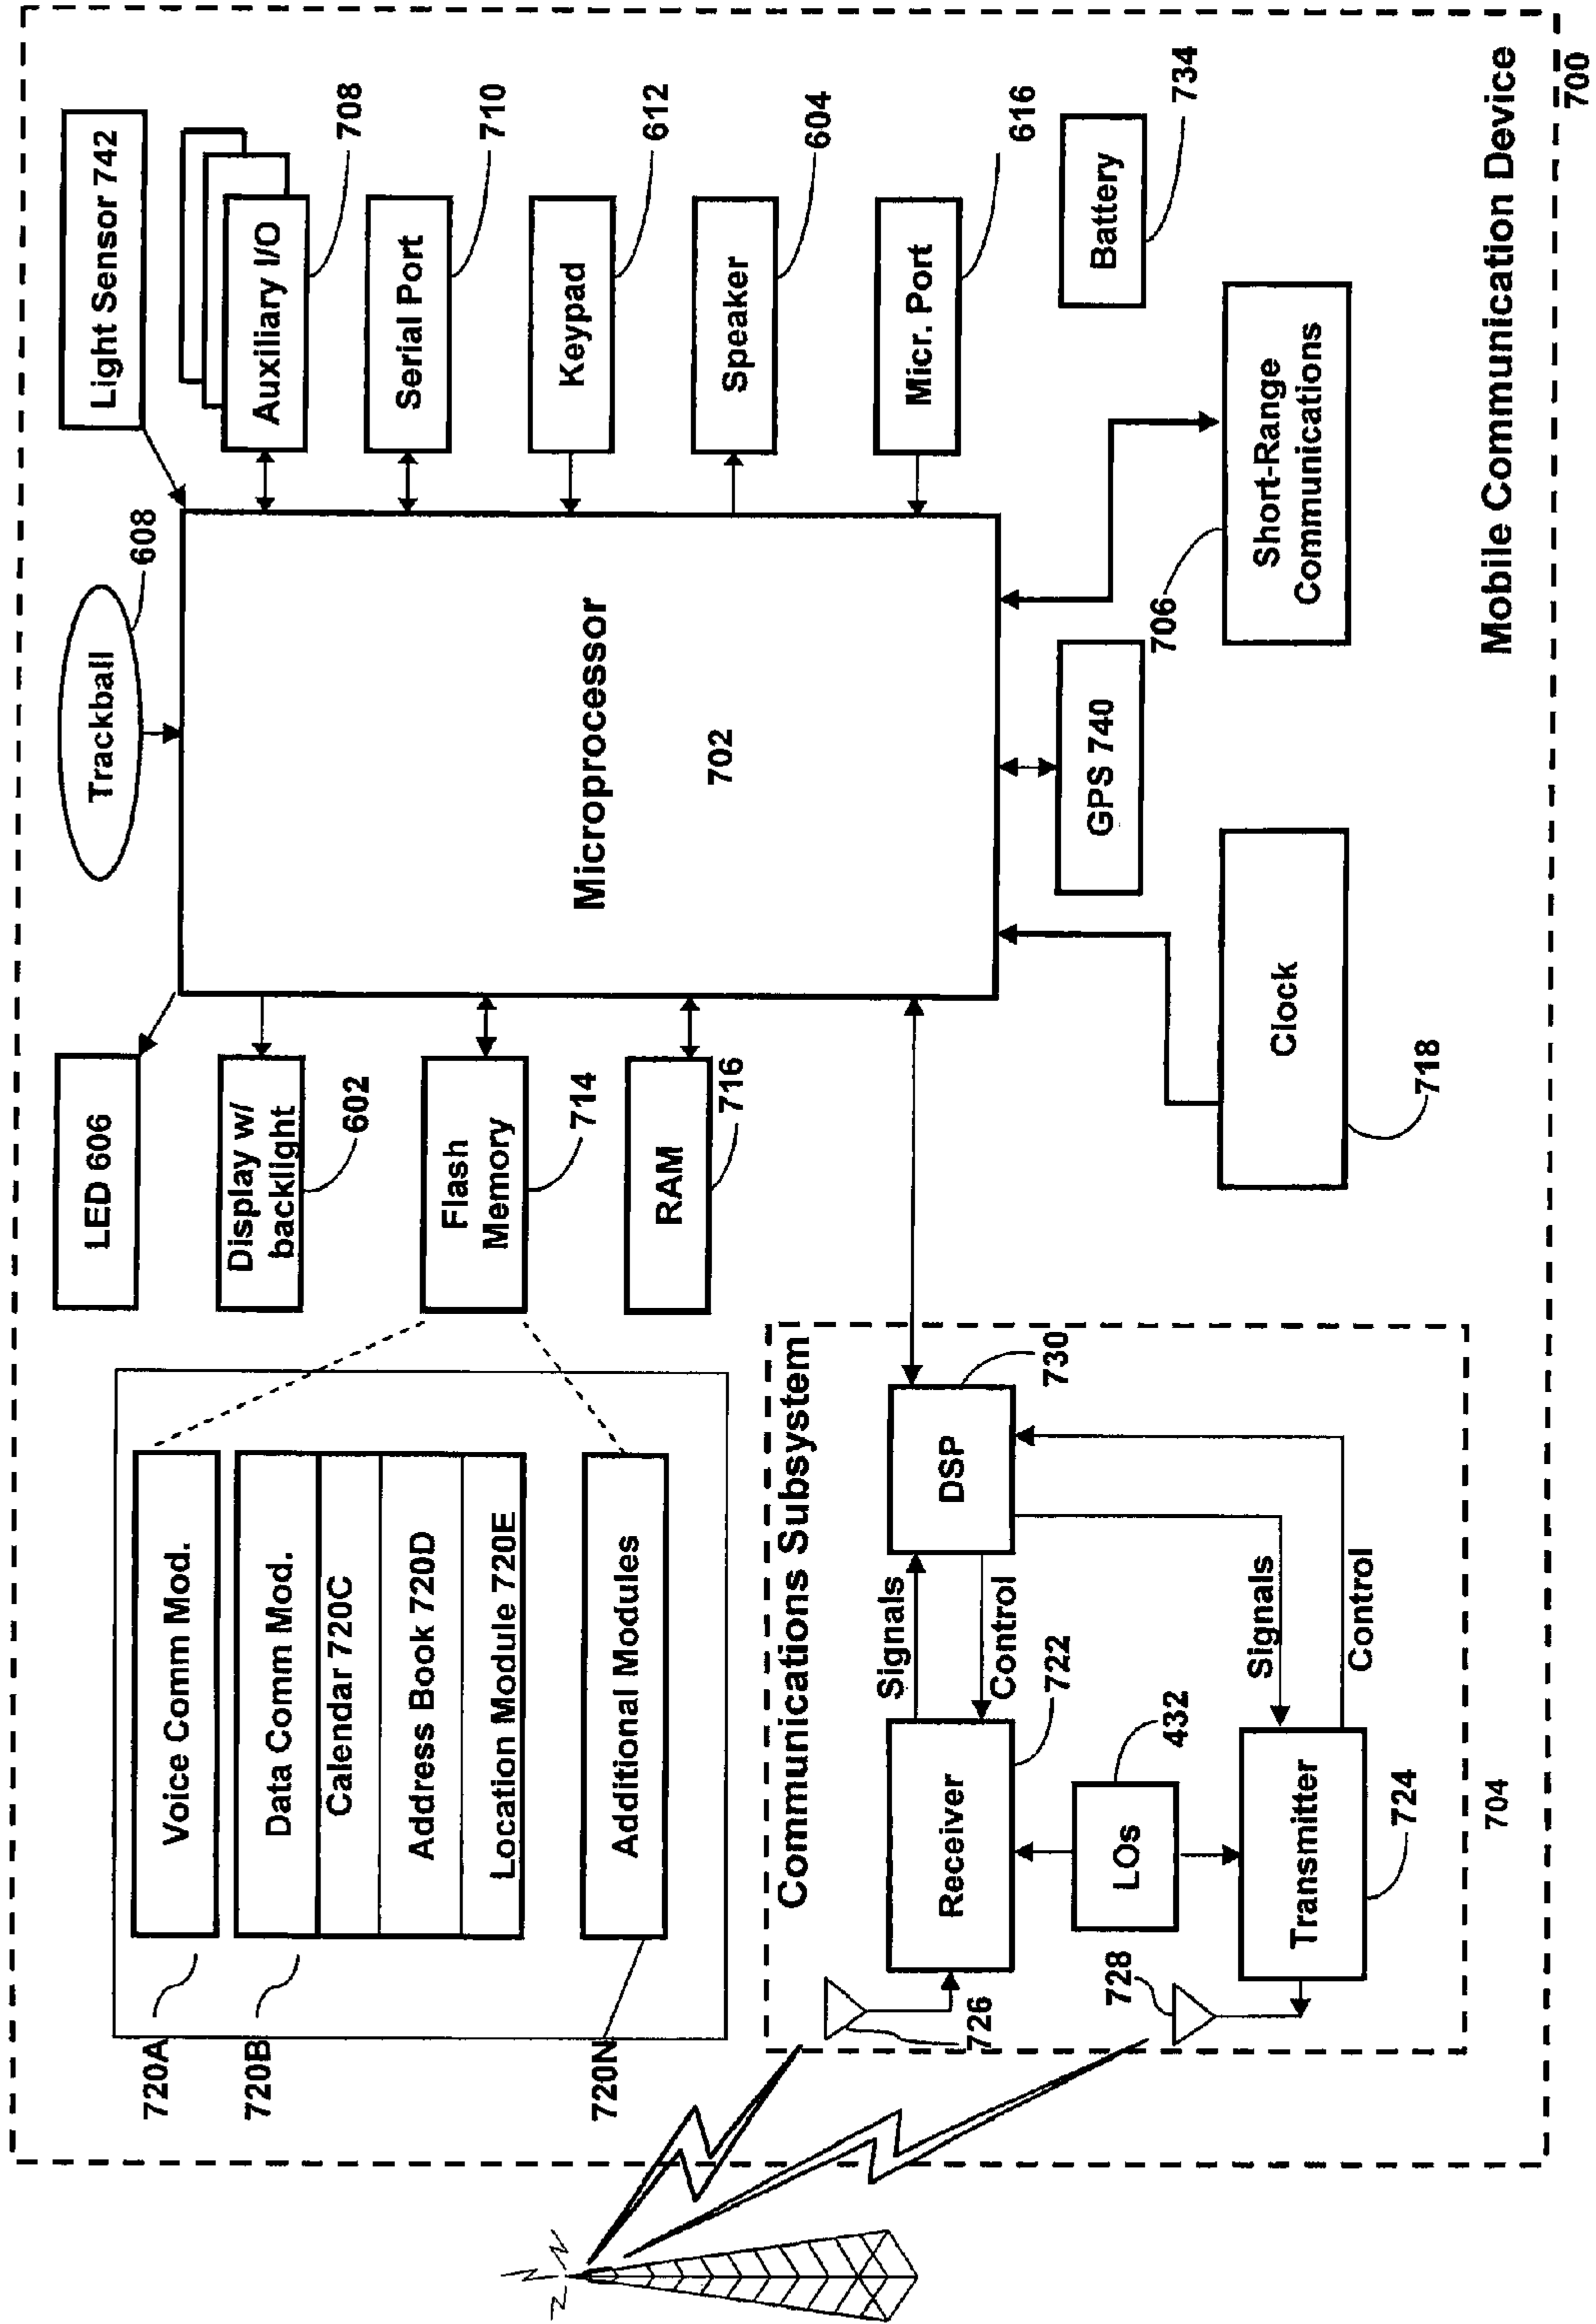 720A
720B
720N
Voice Comm Mod.
Data Comm Mod.
Calendar 720C
Address Book 720D
Location Module 720E
Additional Modules
LED 606
Display w/
backlight
602
Flash
Memory
714
RAM
716
Trackball
608
Microprocessor
702
Light Sensor 742
Auxiliary I/O
708
Serial Port
710
Keypad
612
Speaker
604
Micr. Port
616
Battery
734
Communications Subsystem
726
728
Receiver
722
Signals
Control
DSP
730
LOs
432
Transmitter
724
Signals
Control
704
Clock
718
GPS 740
706
Short-Range
Communications
Mobile Communication Device
700